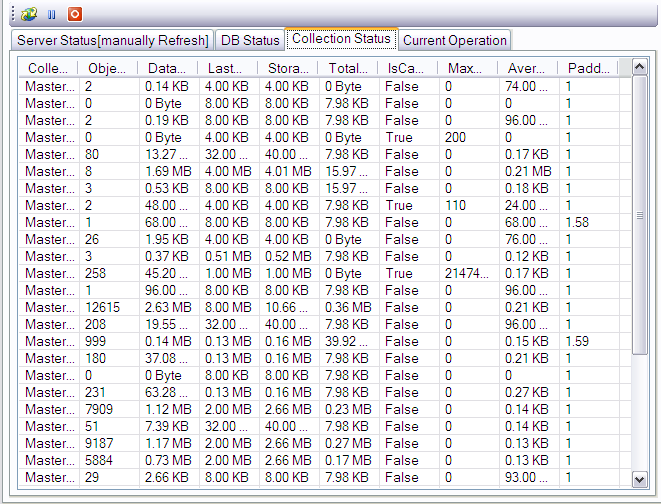 Server Status[manually Refresh] DB Status Collection Status Current Operation
Colle... Obje... Data... Last... Stora... Total... IsCa... Max... Aver... Padd...
Master... 2 0.14 KB 4.00 KB 4.00 KB 0 Byte False 0 74.00 ... 1
Master... 0 0 Byte 8.00 KB 8.00 KB 7.98 KB False 0 0 1
Master... 2 0.19 KB 8.00 KB 8.00 KB 7.98 KB False 0 96.00 ... 1
Master... 0 0 Byte 4.00 KB 4.00 KB 7.98 KB True 200 0 1
Master... 80 13.27 ... 32.00 ... 40.00 ... 7.98 KB False 0 0.17 KB 1
Master... 8 1.69 MB 4.00 MB 4.01 MB 15.97 ... False 0 0.21 MB 1
Master... 3 0.53 KB 8.00 KB 8.00 KB 15.97 ... False 0 0.18 KB 1
Master... 2 48.00 ... 4.00 KB 4.00 KB 7.98 KB True 110 24.00 ... 1
Master... 1 68.00 ... 8.00 KB 8.00 KB 7.98 KB False 0 68.00 ... 1.58
Master... 26 1.95 KB 4.00 KB 4.00 KB 0 Byte False 0 76.00 ... 1
Master... 3 0.37 KB 0.51 MB 0.52 MB 7.98 KB False 0 0.12 KB 1
Master... 258 45.20 ... 1.00 MB 1.00 MB 0 Byte True 21474... 0.17 KB 1
Master... 1 96.00 ... 8.00 KB 8.00 KB 7.98 KB False 0 96.00 ... 1
Master... 12615 2.63 MB 8.00 MB 10.66 ... 0.36 MB False 0 0.21 KB 1
Master... 208 19.55 ... 32.00 ... 40.00 ... 7.98 KB False 0 96.00 ... 1
Master... 999 0.14 MB 0.13 MB 0.16 MB 39.92 ... False 0 0.15 KB 1.59
Master... 180 37.08 ... 0.13 MB 0.16 MB 7.98 KB False 0 0.21 KB 1
Master... 0 0 Byte 8.00 KB 8.00 KB 7.98 KB False 0 0 1
Master... 231 63.28 ... 0.13 MB 0.16 MB 7.98 KB False 0 0.27 KB 1
Master... 7909 1.12 MB 2.00 MB 2.66 MB 0.23 MB False 0 0.14 KB 1
Master... 51 7.39 KB 32.00 ... 40.00 ... 7.98 KB False 0 0.14 KB 1
Master... 9187 1.17 MB 2.00 MB 2.66 MB 0.27 MB False 0 0.13 KB 1
Master... 5884 0.73 MB 2.00 MB 2.66 MB 0.17 MB False 0 0.13 KB 1
Master... 29 2.66 KB 8.00 KB 8.00 KB 7.98 KB False 0 93.00 ... 1